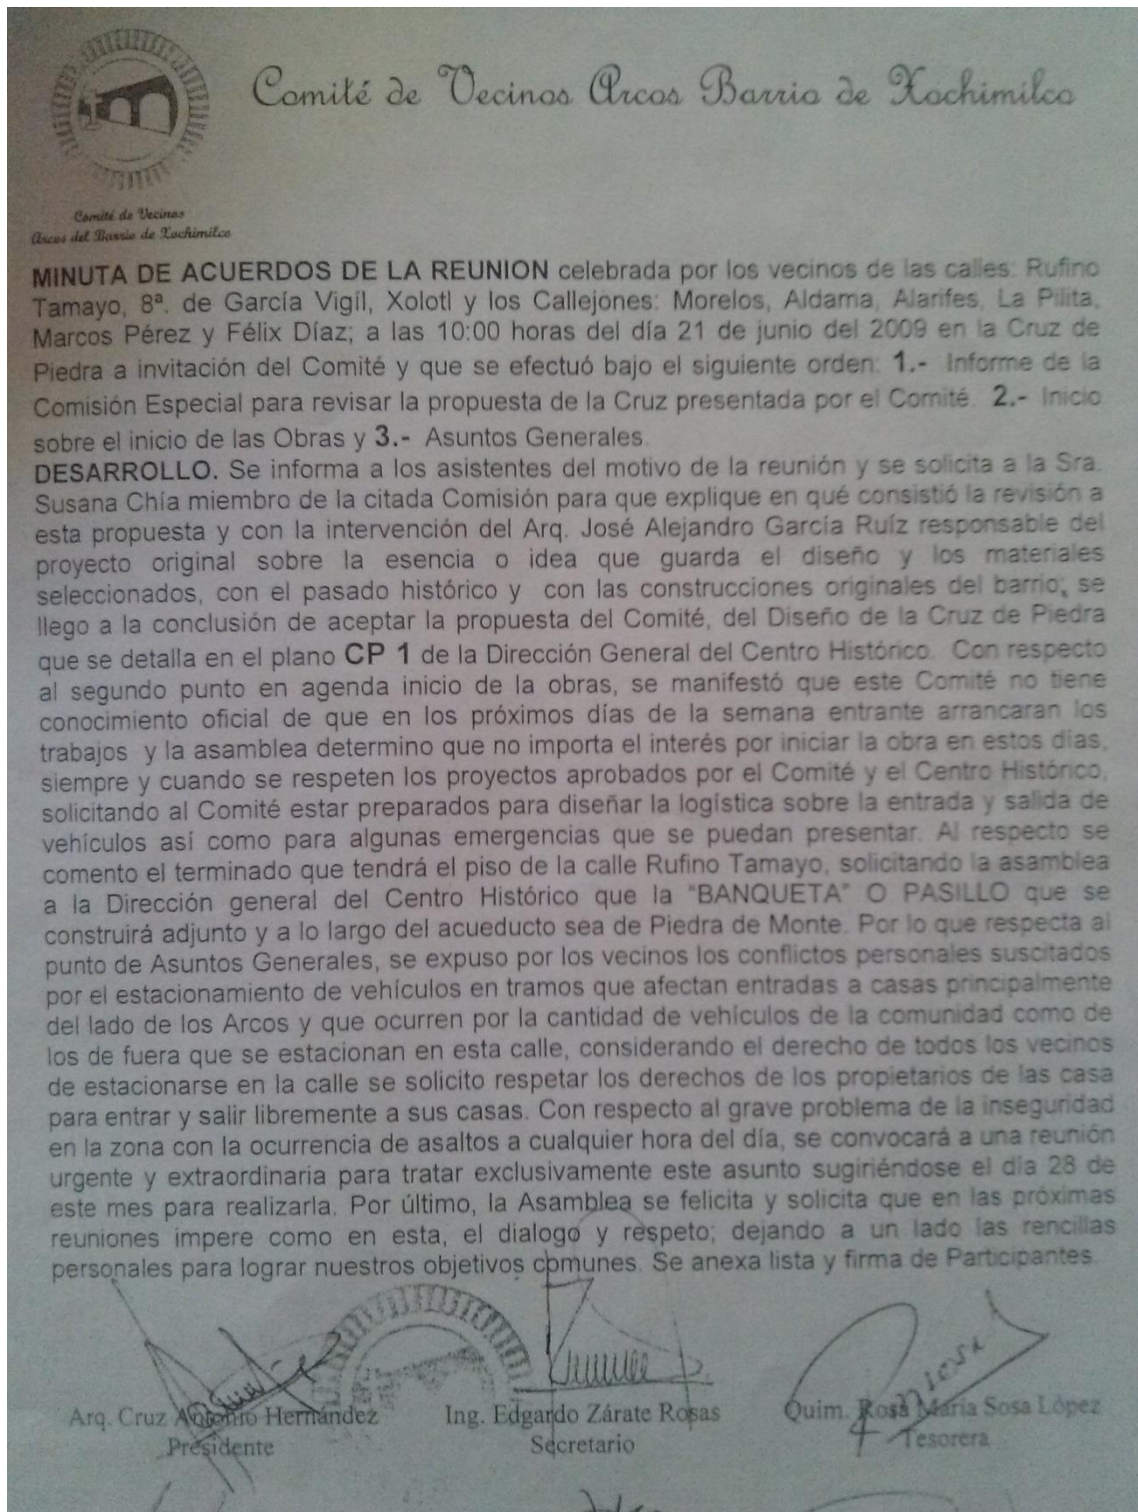 Comité de Vecinos Arcos Barrio de Xochimilco
Comité de Vecinos
Arcos del Barrio de Xochimilco
MINUTA DE ACUERDOS DE LA REUNION celebrada por los vecinos de las calles: Rufino
Tamayo, 8ª. de García Vigil, Xolotl y los Callejones: Morelos, Aldama, Alarifes, La Pilita,
Marcos Pérez y Félix Díaz; a las 10:00 horas del día 21 de junio del 2009 en la Cruz de
Piedra a invitación del Comité y que se efectuó bajo el siguiente orden: 1.- Informe de la
Comisión Especial para revisar la propuesta de la Cruz presentada por el Comité. 2.- Inicio
sobre el inicio de las Obras y 3.- Asuntos Generales.
DESARROLLO. Se informa a los asistentes del motivo de la reunión y se solicita a la Sra.
Susana Chía miembro de la citada Comisión para que explique en qué consistió la revisión a
esta propuesta y con la intervención del Arq. José Alejandro García Ruíz responsable del
proyecto original sobre la esencia o idea que guarda el diseño y los materiales
seleccionados, con el pasado histórico y con las construcciones originales del barrio; se
llego a la conclusión de aceptar la propuesta del Comité, del Diseño de la Cruz de Piedra
que se detalla en el plano CP 1 de la Dirección General del Centro Histórico. Con respecto
al segundo punto en agenda inicio de la obras, se manifestó que este Comité no tiene
conocimiento oficial de que en los próximos días de la semana entrante arrancaran los
trabajos y la asamblea determino que no importa el interés por iniciar la obra en estos días,
siempre y cuando se respeten los proyectos aprobados por el Comité y el Centro Histórico,
solicitando al Comité estar preparados para diseñar la logística sobre la entrada y salida de
vehículos así como para algunas emergencias que se puedan presentar. Al respecto se
comento el terminado que tendrá el piso de la calle Rufino Tamayo, solicitando la asamblea
a la Dirección general del Centro Histórico que la "BANQUETA" O PASILLO que se
construirá adjunto y a lo largo del acueducto sea de Piedra de Monte. Por lo que respecta al
punto de Asuntos Generales, se expuso por los vecinos los conflictos personales suscitados
por el estacionamiento de vehículos en tramos que afectan entradas a casas principalmente
del lado de los Arcos y que ocurren por la cantidad de vehículos de la comunidad como de
los de fuera que se estacionan en esta calle, considerando el derecho de todos los vecinos
de estacionarse en la calle se solicito respetar los derechos de los propietarios de las casa
para entrar y salir libremente a sus casas. Con respecto al grave problema de la inseguridad
en la zona con la ocurrencia de asaltos a cualquier hora del día, se convocará a una reunión
urgente y extraordinaria para tratar exclusivamente este asunto sugiriéndose el día 28 de
este mes para realizarla. Por último, la Asamblea se felicita y solicita que en las próximas
reuniones impere como en esta, el dialogo y respeto; dejando a un lado las rencillas
personales para lograr nuestros objetivos comunes. Se anexa lista y firma de Participantes.
Arq. Cruz Antonio Hernández Ing. Edgardo Zárate Rosas Quim. Rosa María Sosa López
Presidente Secretario Tesorera